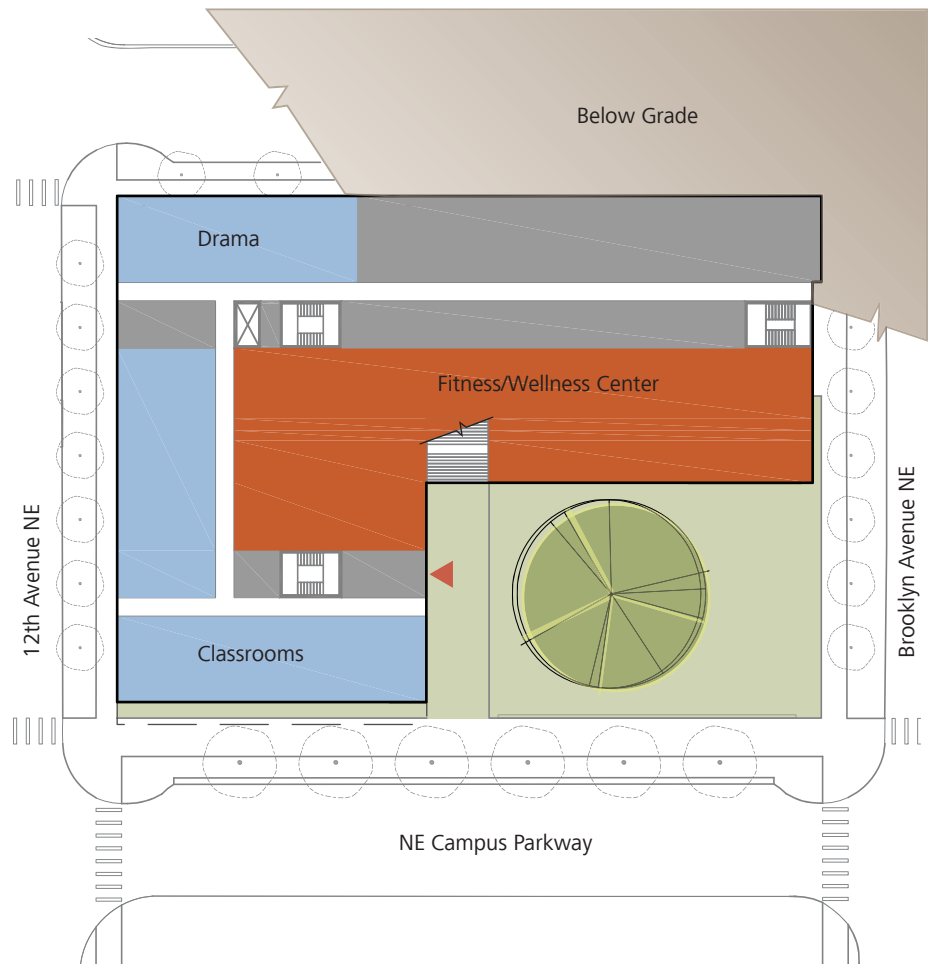 Below Grade
Drama
Fitness/Wellness Center
12th Avenue NE
Brooklyn Avenue NE
Classrooms
NE Campus Parkway